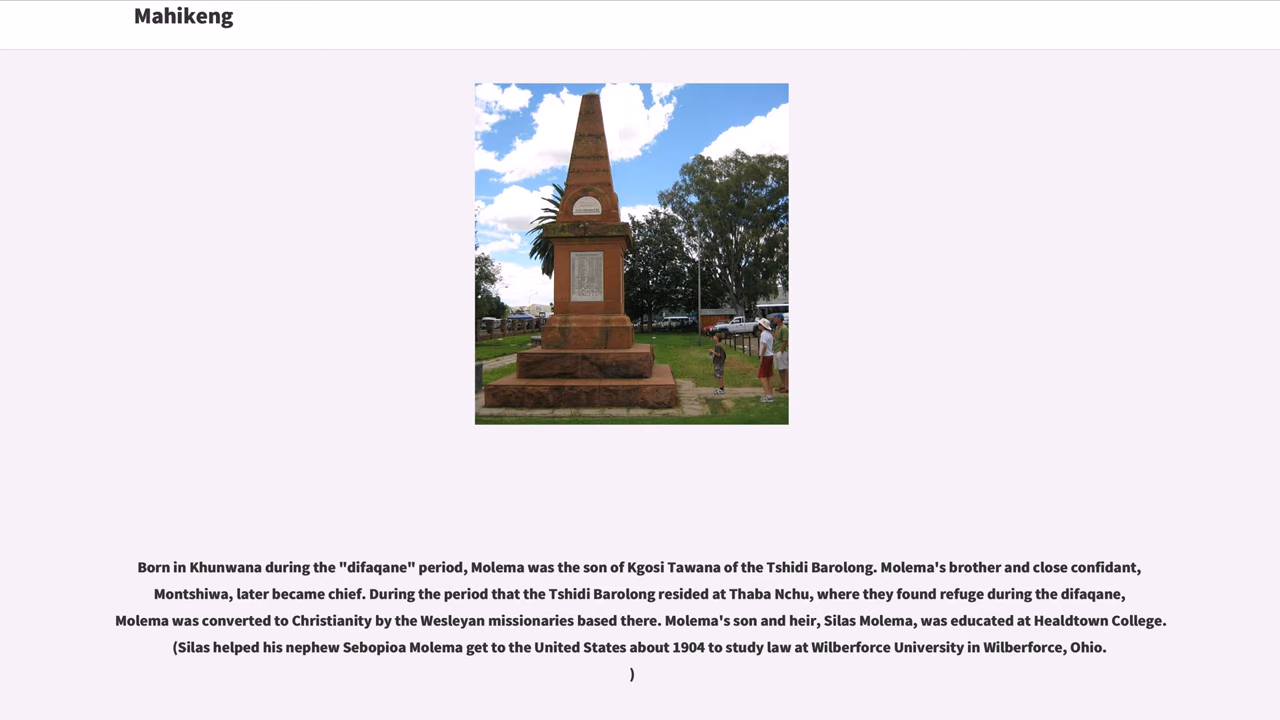 Mahikeng
Born in Khunwana during the "difaqane" period, Molema was the son of Kgosi Tawana of the Tshidi Barolong. Molema's brother and close confidant,
Montshiwa, later became chief. During the period that the Tshidi Barolong resided at Thaba Nchu, where they found refuge during the difaqane,
Molema was converted to Christianity by the Wesleyan missionaries based there. Molema's son and heir, Silas Molema, was educated at Healdtown College.
(Silas helped his nephew Sebopioa Molema get to the United States about 1904 to study law at Wilberforce University in Wilberforce, Ohio.
)